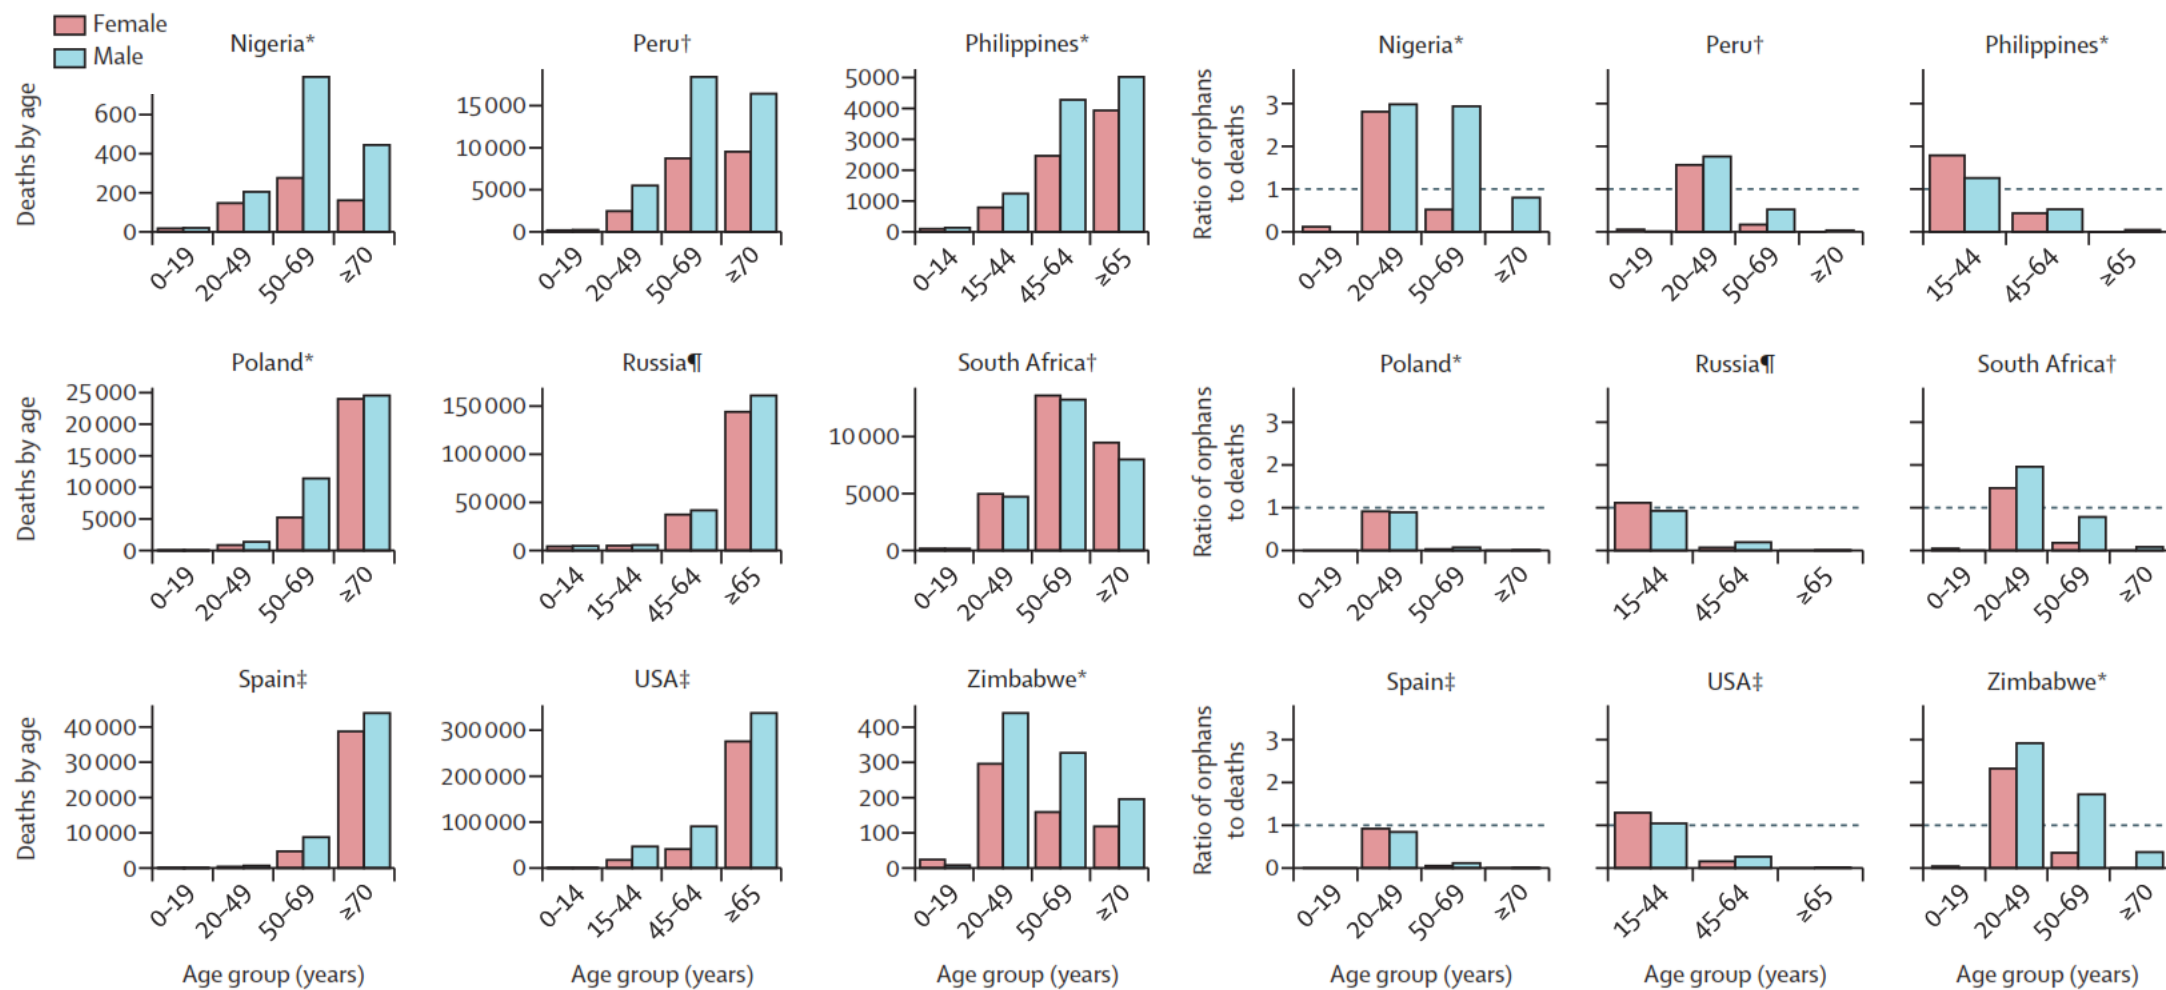 Female
Male
Nigeria* Peru† Philippines* Nigeria* Peru† Philippines*
Deaths by age
600
400
200
0
0–19 20–49 50–69 ≥70
15 000
10 000
5000
0
0–19 20–49 50–69 ≥70
5000
4000
3000
2000
1000
0
0–14 15–44 45–64 ≥65
Ratio of orphans
to deaths
3
2
1
0
0–19 20–49 50–69 ≥70
0–19 20–49 50–69 ≥70
15–44 45–64 ≥65
Poland* Russia¶ South Africa† Poland* Russia¶ South Africa†
Deaths by age
25 000
20 000
15 000
10 000
5000
0
0–19 20–49 50–69 ≥70
150 000
100 000
50 000
0
0–14 15–44 45–64 ≥65
10 000
5000
0
0–19 20–49 50–69 ≥70
Ratio of orphans
to deaths
3
2
1
0
0–19 20–49 50–69 ≥70
15–44 45–64 ≥65
0–19 20–49 50–69 ≥70
Spain‡ USA‡ Zimbabwe* Spain‡ USA‡ Zimbabwe*
Deaths by age
40 000
30 000
20 000
10 000
0
0–19 20–49 50–69 ≥70
300 000
200 000
100 000
0
0–14 15–44 45–64 ≥65
400
300
200
100
0
0–19 20–49 50–69 ≥70
Ratio of orphans
to deaths
3
2
1
0
0–19 20–49 50–69 ≥70
15–44 45–64 ≥65
0–19 20–49 50–69 ≥70
Age group (years) Age group (years) Age group (years) Age group (years) Age group (years) Age group (years)